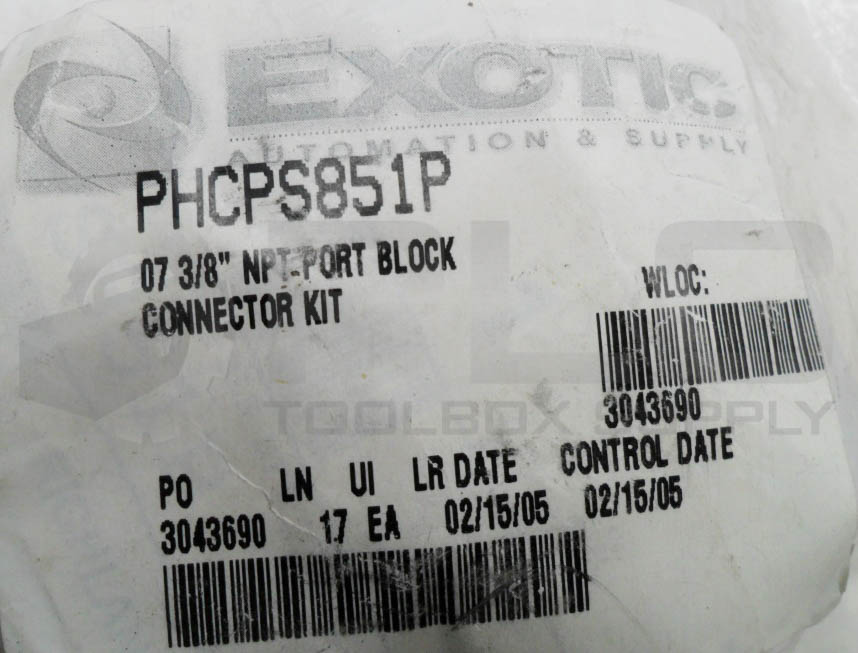 EXOTIC
AUTOMATION & SUPPLY
PHCPS851P
07 3/8" NPT-PORT BLOCK
CONNECTOR KIT
WLOC:
3043690
TOOLBOX SUPPLY
PO LN UI LR DATE CONTROL DATE
3043690 17 EA 02/15/05 02/15/05